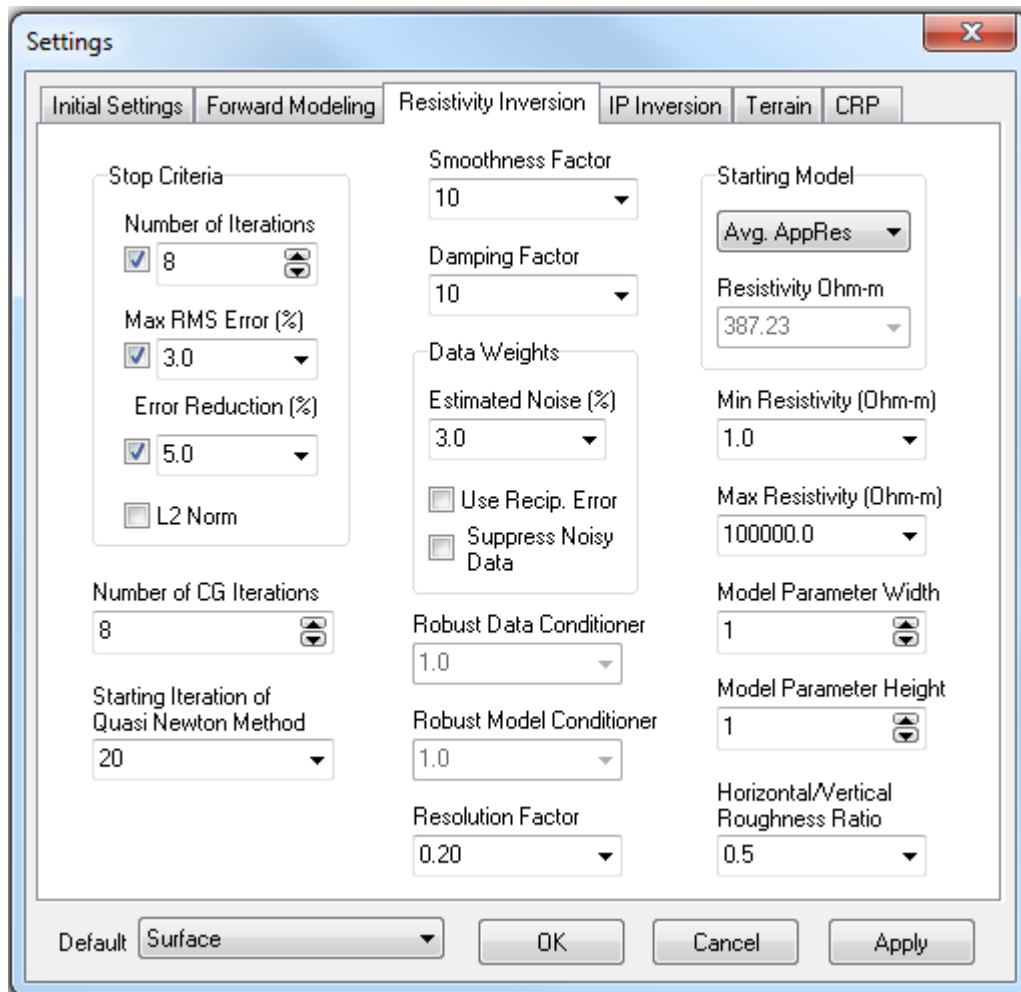 Settings
Initial Settings
Forward Modeling
Resistivity Inversion
IP Inversion
Terrain
CRP
Stop Criteria
Number of Iterations
8
Max RMS Error (%)
3.0
Error Reduction (%)
5.0
L2 Norm
Number of CG Iterations
8
Starting Iteration of
Quasi Newton Method
20
Smoothness Factor
10
Damping Factor
10
Data Weights
Estimated Noise (%)
3.0
Use Recip. Error
Suppress Noisy
Data
Robust Data Conditioner
1.0
Robust Model Conditioner
1.0
Resolution Factor
0.20
Starting Model
Avg. AppRes
Resistivity Ohm-m
387.23
Min Resistivity (Ohm-m)
1.0
Max Resistivity (Ohm-m)
100000.0
Model Parameter Width
1
Model Parameter Height
1
Horizontal/Vertical
Roughness Ratio
0.5
Default
Surface
OK
Cancel
Apply